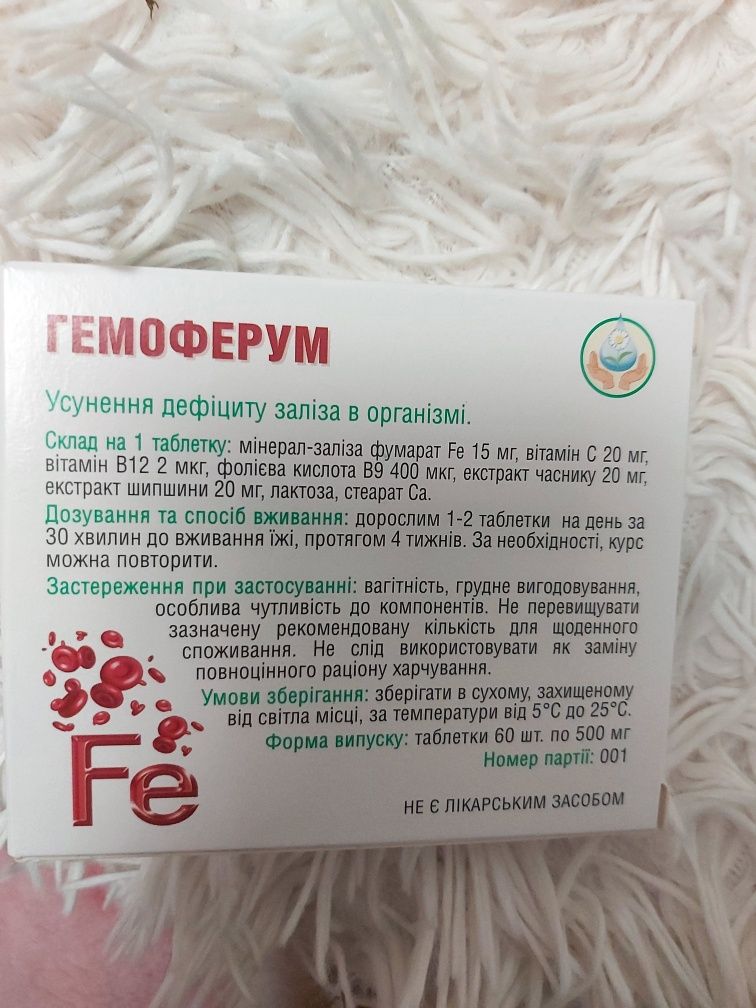 ГЕМОФЕРУМ
Усунення дефіциту заліза в організмі.
Склад на 1 таблетку: мінерал-заліза фумарат Fe 15 мг, вітамін С 20 мг,
вітамін В12 2 мкг, фолієва кислота В9 400 мкг, екстракт часнику 20 мг,
екстракт шипшини 20 мг, лактоза, стеарат Са.
Дозування та спосіб вживання: дорослим 1-2 таблетки на день за
30 хвилин до вживання їжі, протягом 4 тижнів. За необхідності, курс
можна повторити.
Застереження при застосуванні: вагітність, грудне вигодовування,
особлива чутливість до компонентів. Не перевищувати
зазначену рекомендовану кількість для щоденного
споживання. Не слід використовувати як заміну
повноцінного раціону харчування.
Умови зберігання: зберігати в сухому, захищеному
від світла місці, за температури від 5°С до 25°С.
Форма випуску: таблетки 60 шт. по 500 мг
Номер партії: 001
Fe
НЕ Є ЛІКАРСЬКИМ ЗАСОБОМ